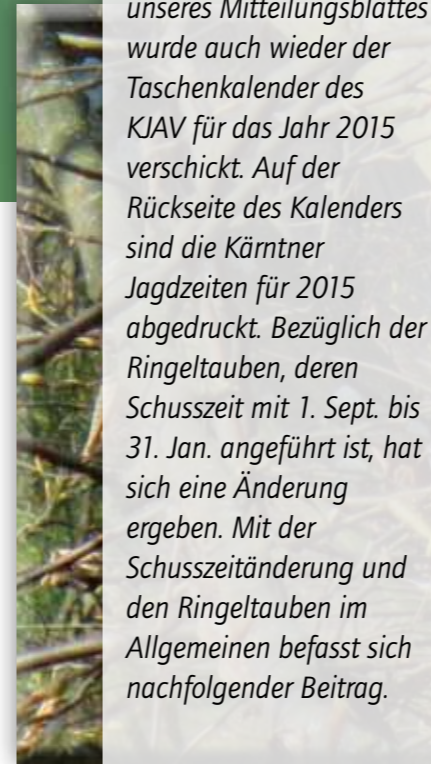 unseres Mitteilungsblattes
wurde auch wieder der
Taschenkalender des
KJAV für das Jahr 2015
verschickt. Auf der
Rückseite des Kalenders
sind die Kärntner
Jagdzeiten für 2015
abgedruckt. Bezüglich der
Ringeltauben, deren
Schusszeit mit 1. Sept. bis
31. Jan. angeführt ist, hat
sich eine Änderung
ergeben. Mit der
Schusszeitänderung und
den Ringeltauben im
Allgemeinen befasst sich
nachfolgender Beitrag.